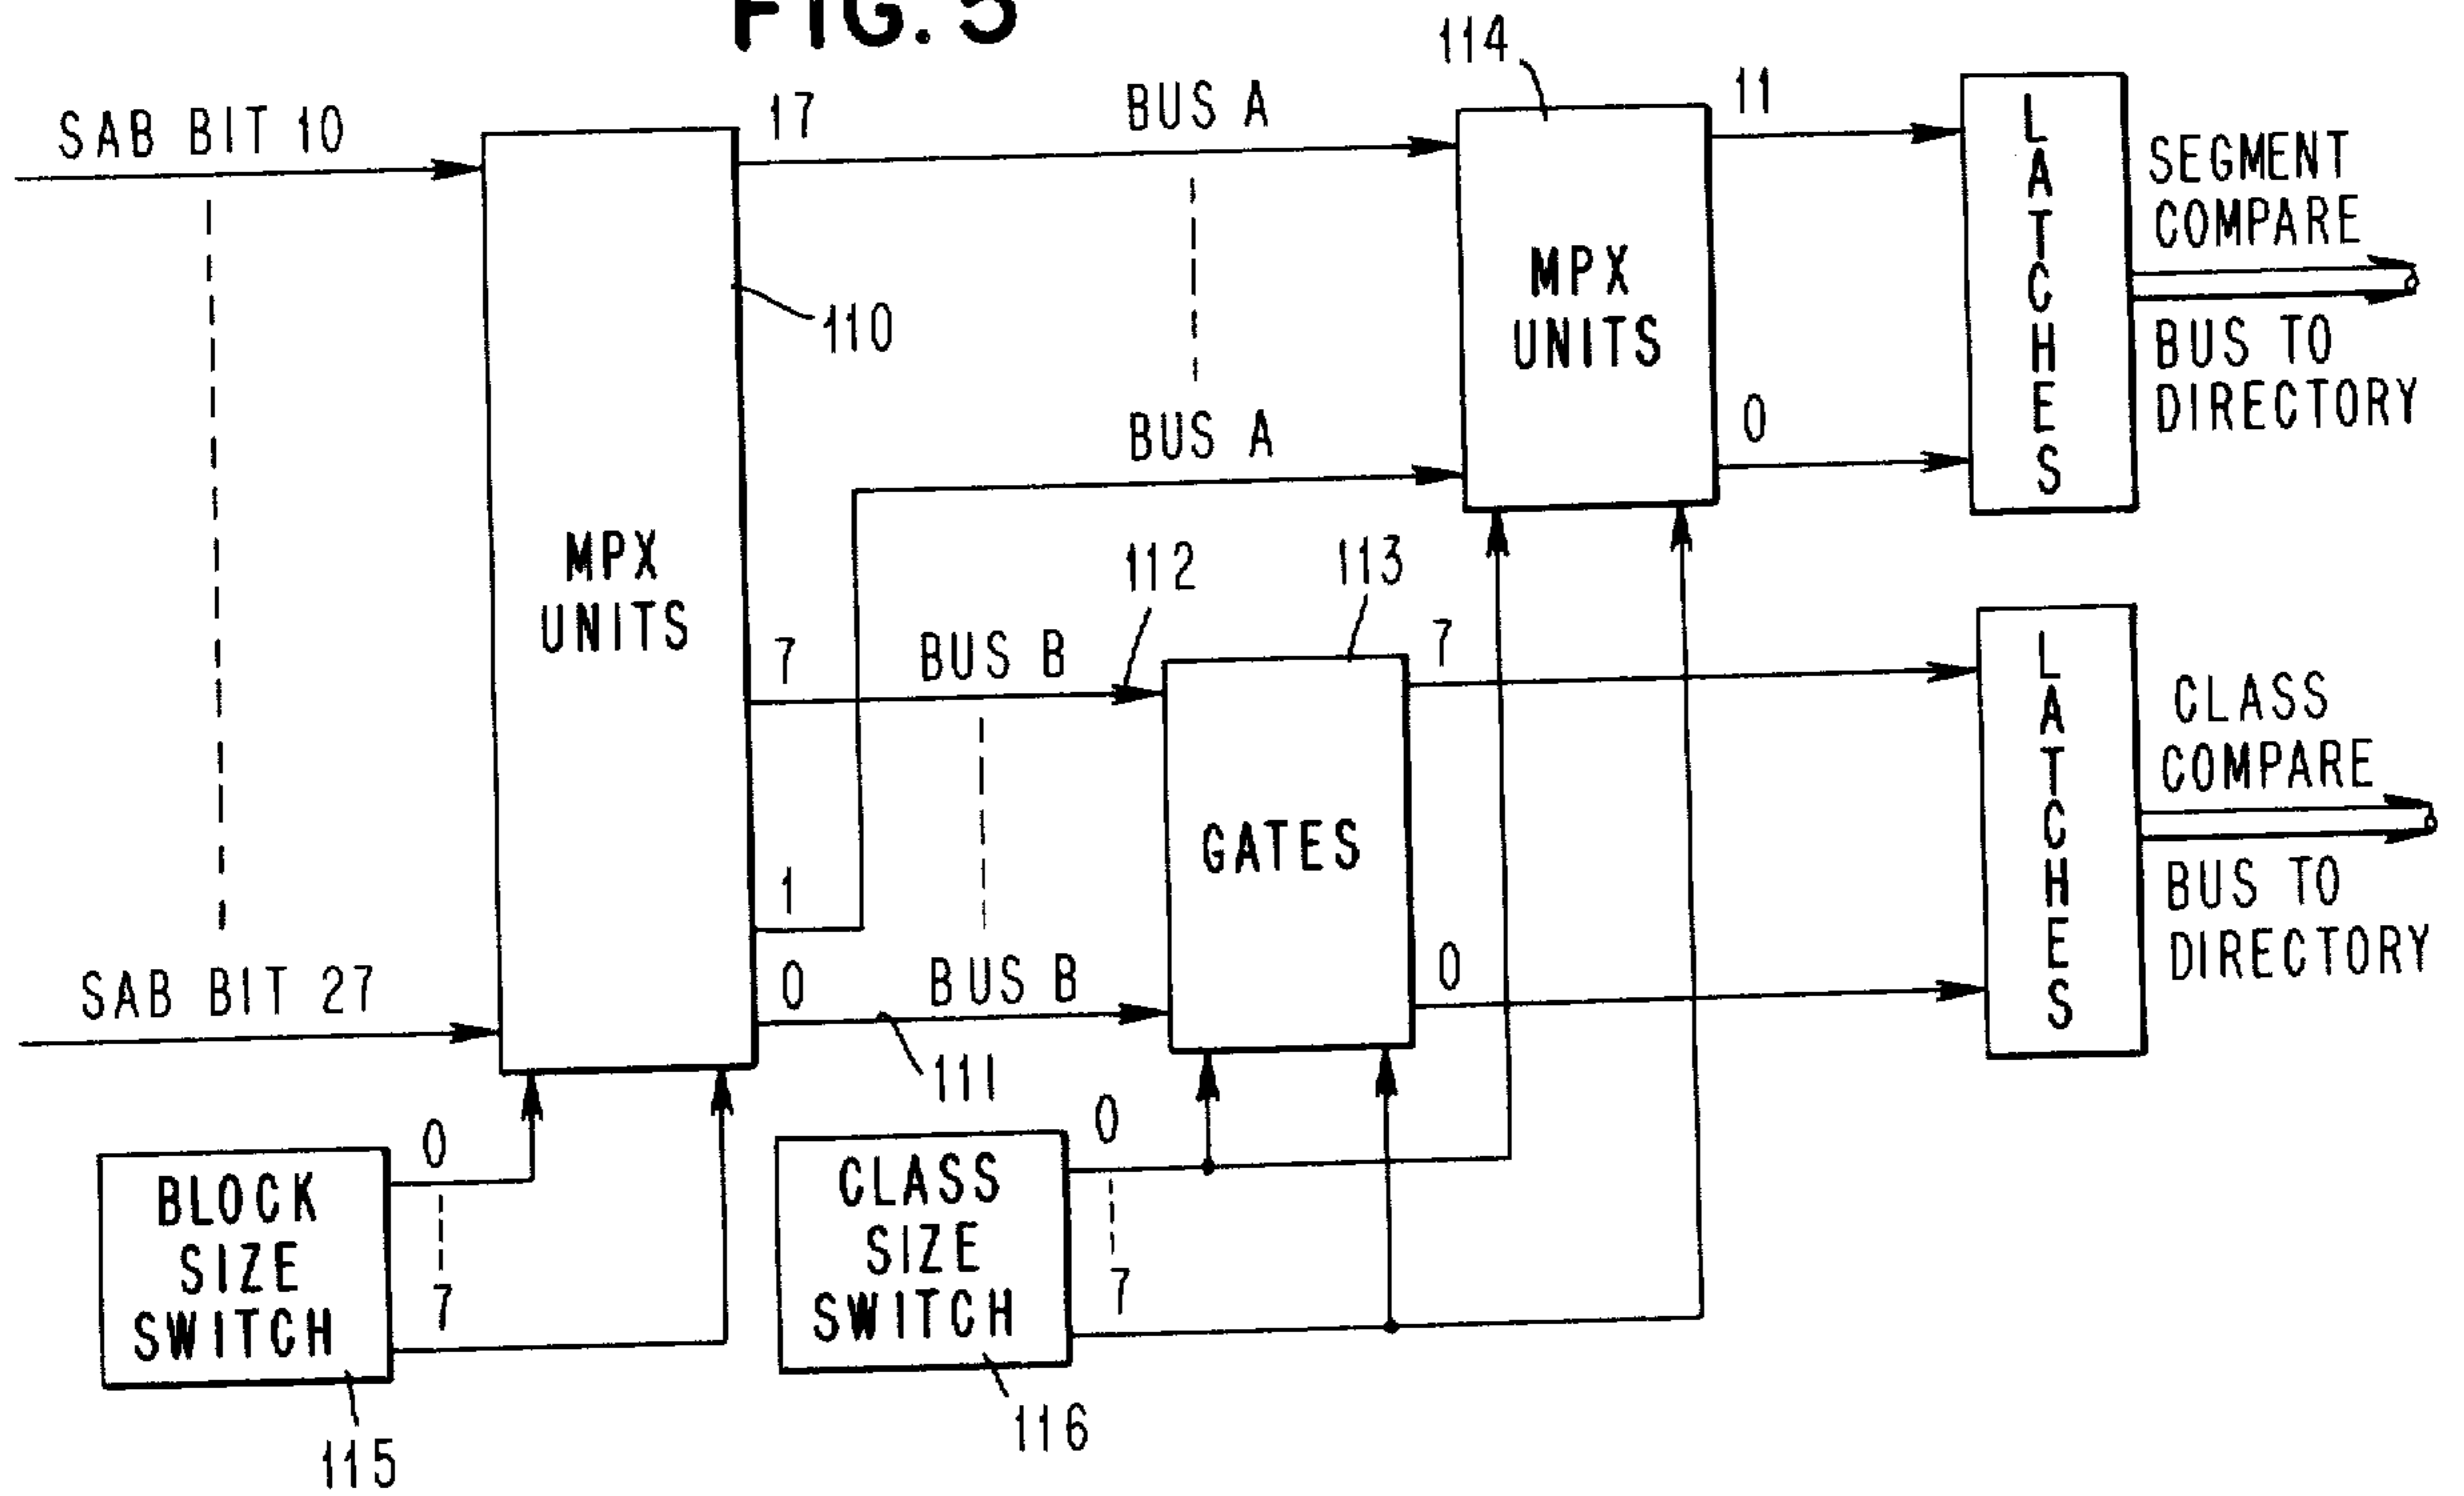 FIG. 5
114
SAB BIT 10
17
BUS A
11
LATCHES
SEGMENT
COMPARE
BUS TO
DIRECTORY
110
MPX
UNITS
MPX
UNITS
BUS A
0
112
113
7
BUS B
7
LATCHES
CLASS
COMPARE
BUS TO
DIRECTORY
GATES
1
SAB BIT 27
0
BUS B
0
111
BLOCK
SIZE
SWITCH
0
7
CLASS
SIZE
SWITCH
0
7
115
116